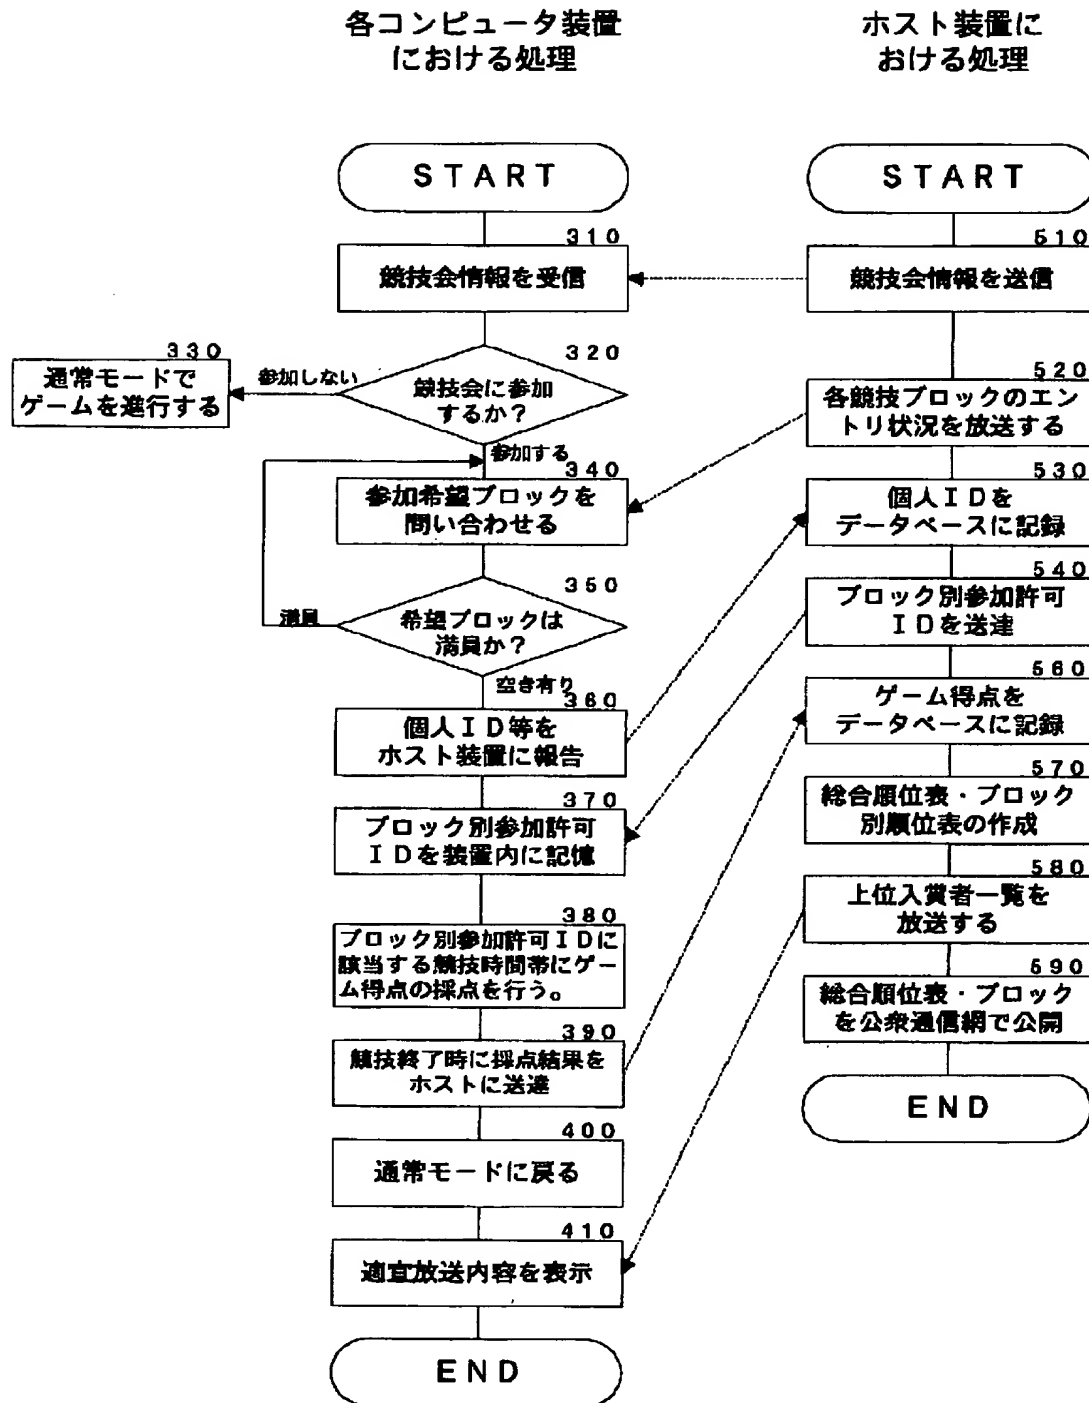 各コンピュータ装置
における処理
START
310
競技会情報を受信
320
競技会に参加
するか？
参加しない
330
通常モードで
ゲームを進行する
参加する
340
参加希望ブロックを
問い合わせる
350
希望ブロックは
満員か？
満員
空き有り
360
個人ＩＤ等を
ホスト装置に報告
370
ブロック別参加許可
ＩＤを装置内に記憶
380
ブロック別参加許可ＩＤに
該当する競技時間帯にゲー
ム得点の採点を行う。
390
競技終了時に採点結果を
ホストに送達
400
通常モードに戻る
410
適宜放送内容を表示
END
ホスト装置に
おける処理
START
510
競技会情報を送信
520
各競技ブロックのエン
トリ状況を放送する
530
個人ＩＤを
データベースに記録
540
ブロック別参加許可
ＩＤを送達
560
ゲーム得点を
データベースに記録
570
総合順位表・ブロック
別順位表の作成
580
上位入賞者一覧を
放送する
590
総合順位表・ブロック
を公衆通信網で公開
END